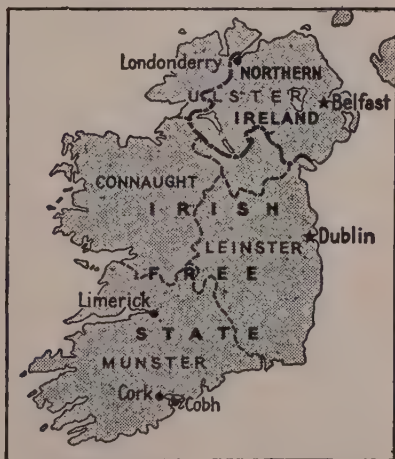 Londonderry
NORTHERN
ULSTER
Belfast
IRELAND
CONNAUGHT
IRISH
LEINSTER
Dublin
FREE
Limerick
STATE
MUNSTER
Cork
Cobh